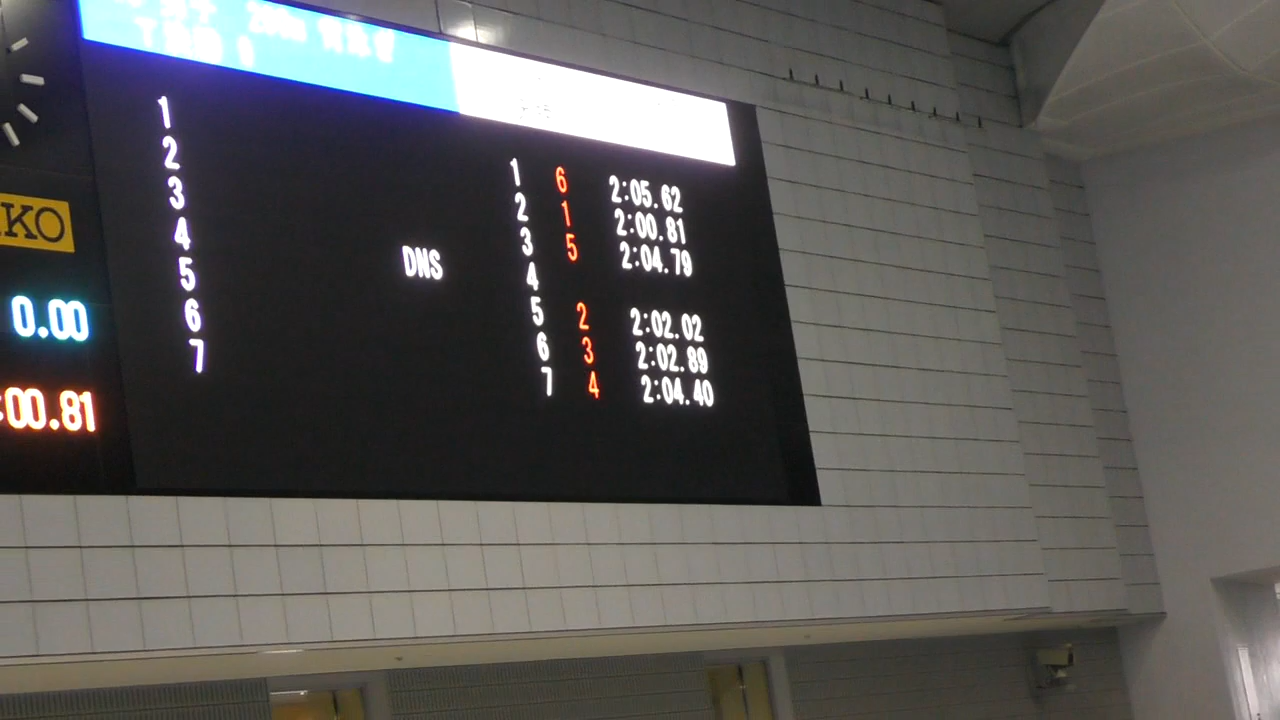 200m
1
2
3
4 DNS
5
6
7
1 6 2:05.62
2 1 2:00.81
3 5 2:04.79
4
5 2 2:02.02
6 3 2:02.89
7 4 2:04.40
KO
0.00
:00.81